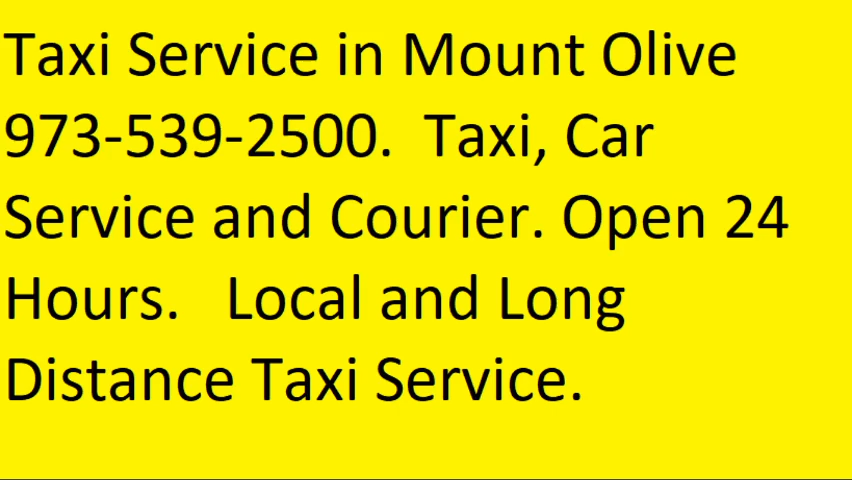 Taxi Service in Mount Olive
973-539-2500.  Taxi, Car
Service and Courier. Open 24
Hours.   Local and Long
Distance Taxi Service.